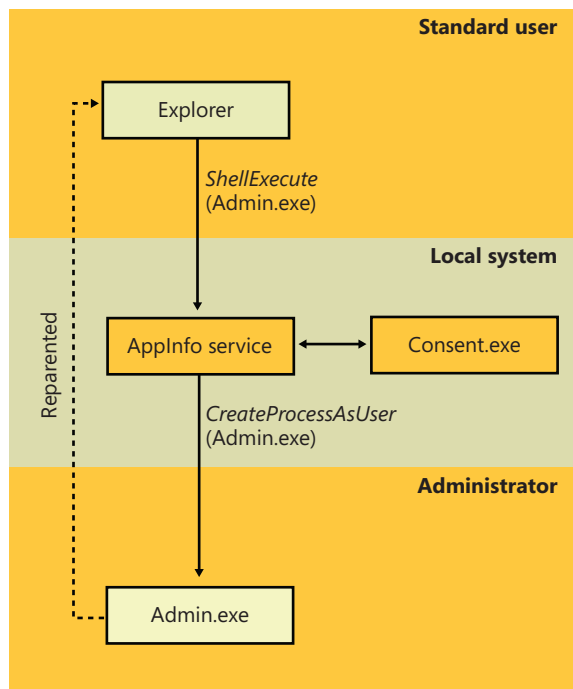 Standard user
Explorer
ShellExecute
(Admin.exe)
Local system
AppInfo service
Consent.exe
Reparented
CreateProcessAsUser
(Admin.exe)
Administrator
Admin.exe